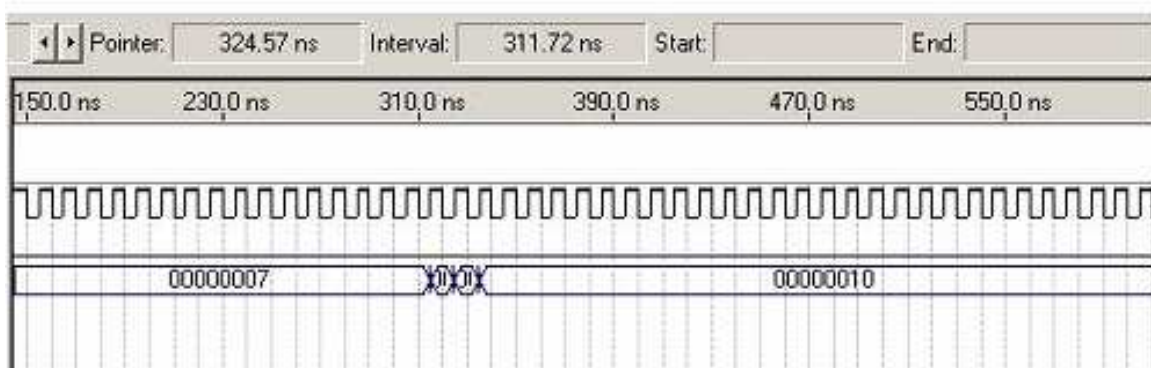 Pointer: 324.57 ns Interval: 311.72 ns Start: End:
150.0 ns 230.0 ns 310.0 ns 390.0 ns 470.0 ns 550.0 ns
00000007 00000010